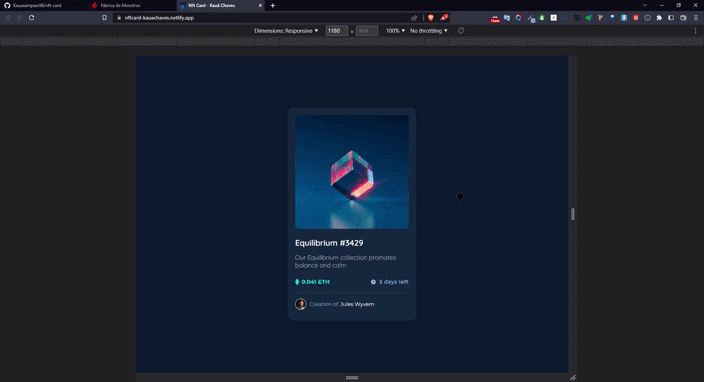 Kauasampaio96/nft-card
Fábrica de Monstros
Nft Card - Kauã Chaves
nftcard-kauachaves.netlify.app
Dimensions: Responsive
1180
x
864
100%
No throttling
Equilibrium #3429
Our Equilibrium collection promotes
balance and calm
0.041 ETH
3 days left
Creation of Jules Wyvern